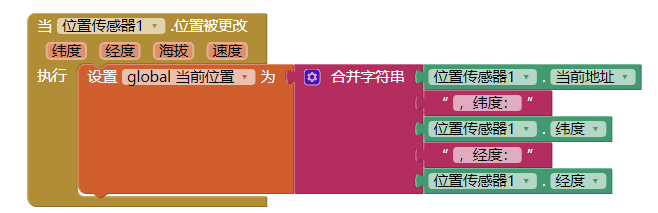 当 位置传感器1 .位置被更改
纬度 经度 海拔 速度
执行 设置 global 当前位置 为 合并字符串 位置传感器1 . 当前地址
“ ，纬度： ”
位置传感器1 . 纬度
“ ，经度： ”
位置传感器1 . 经度